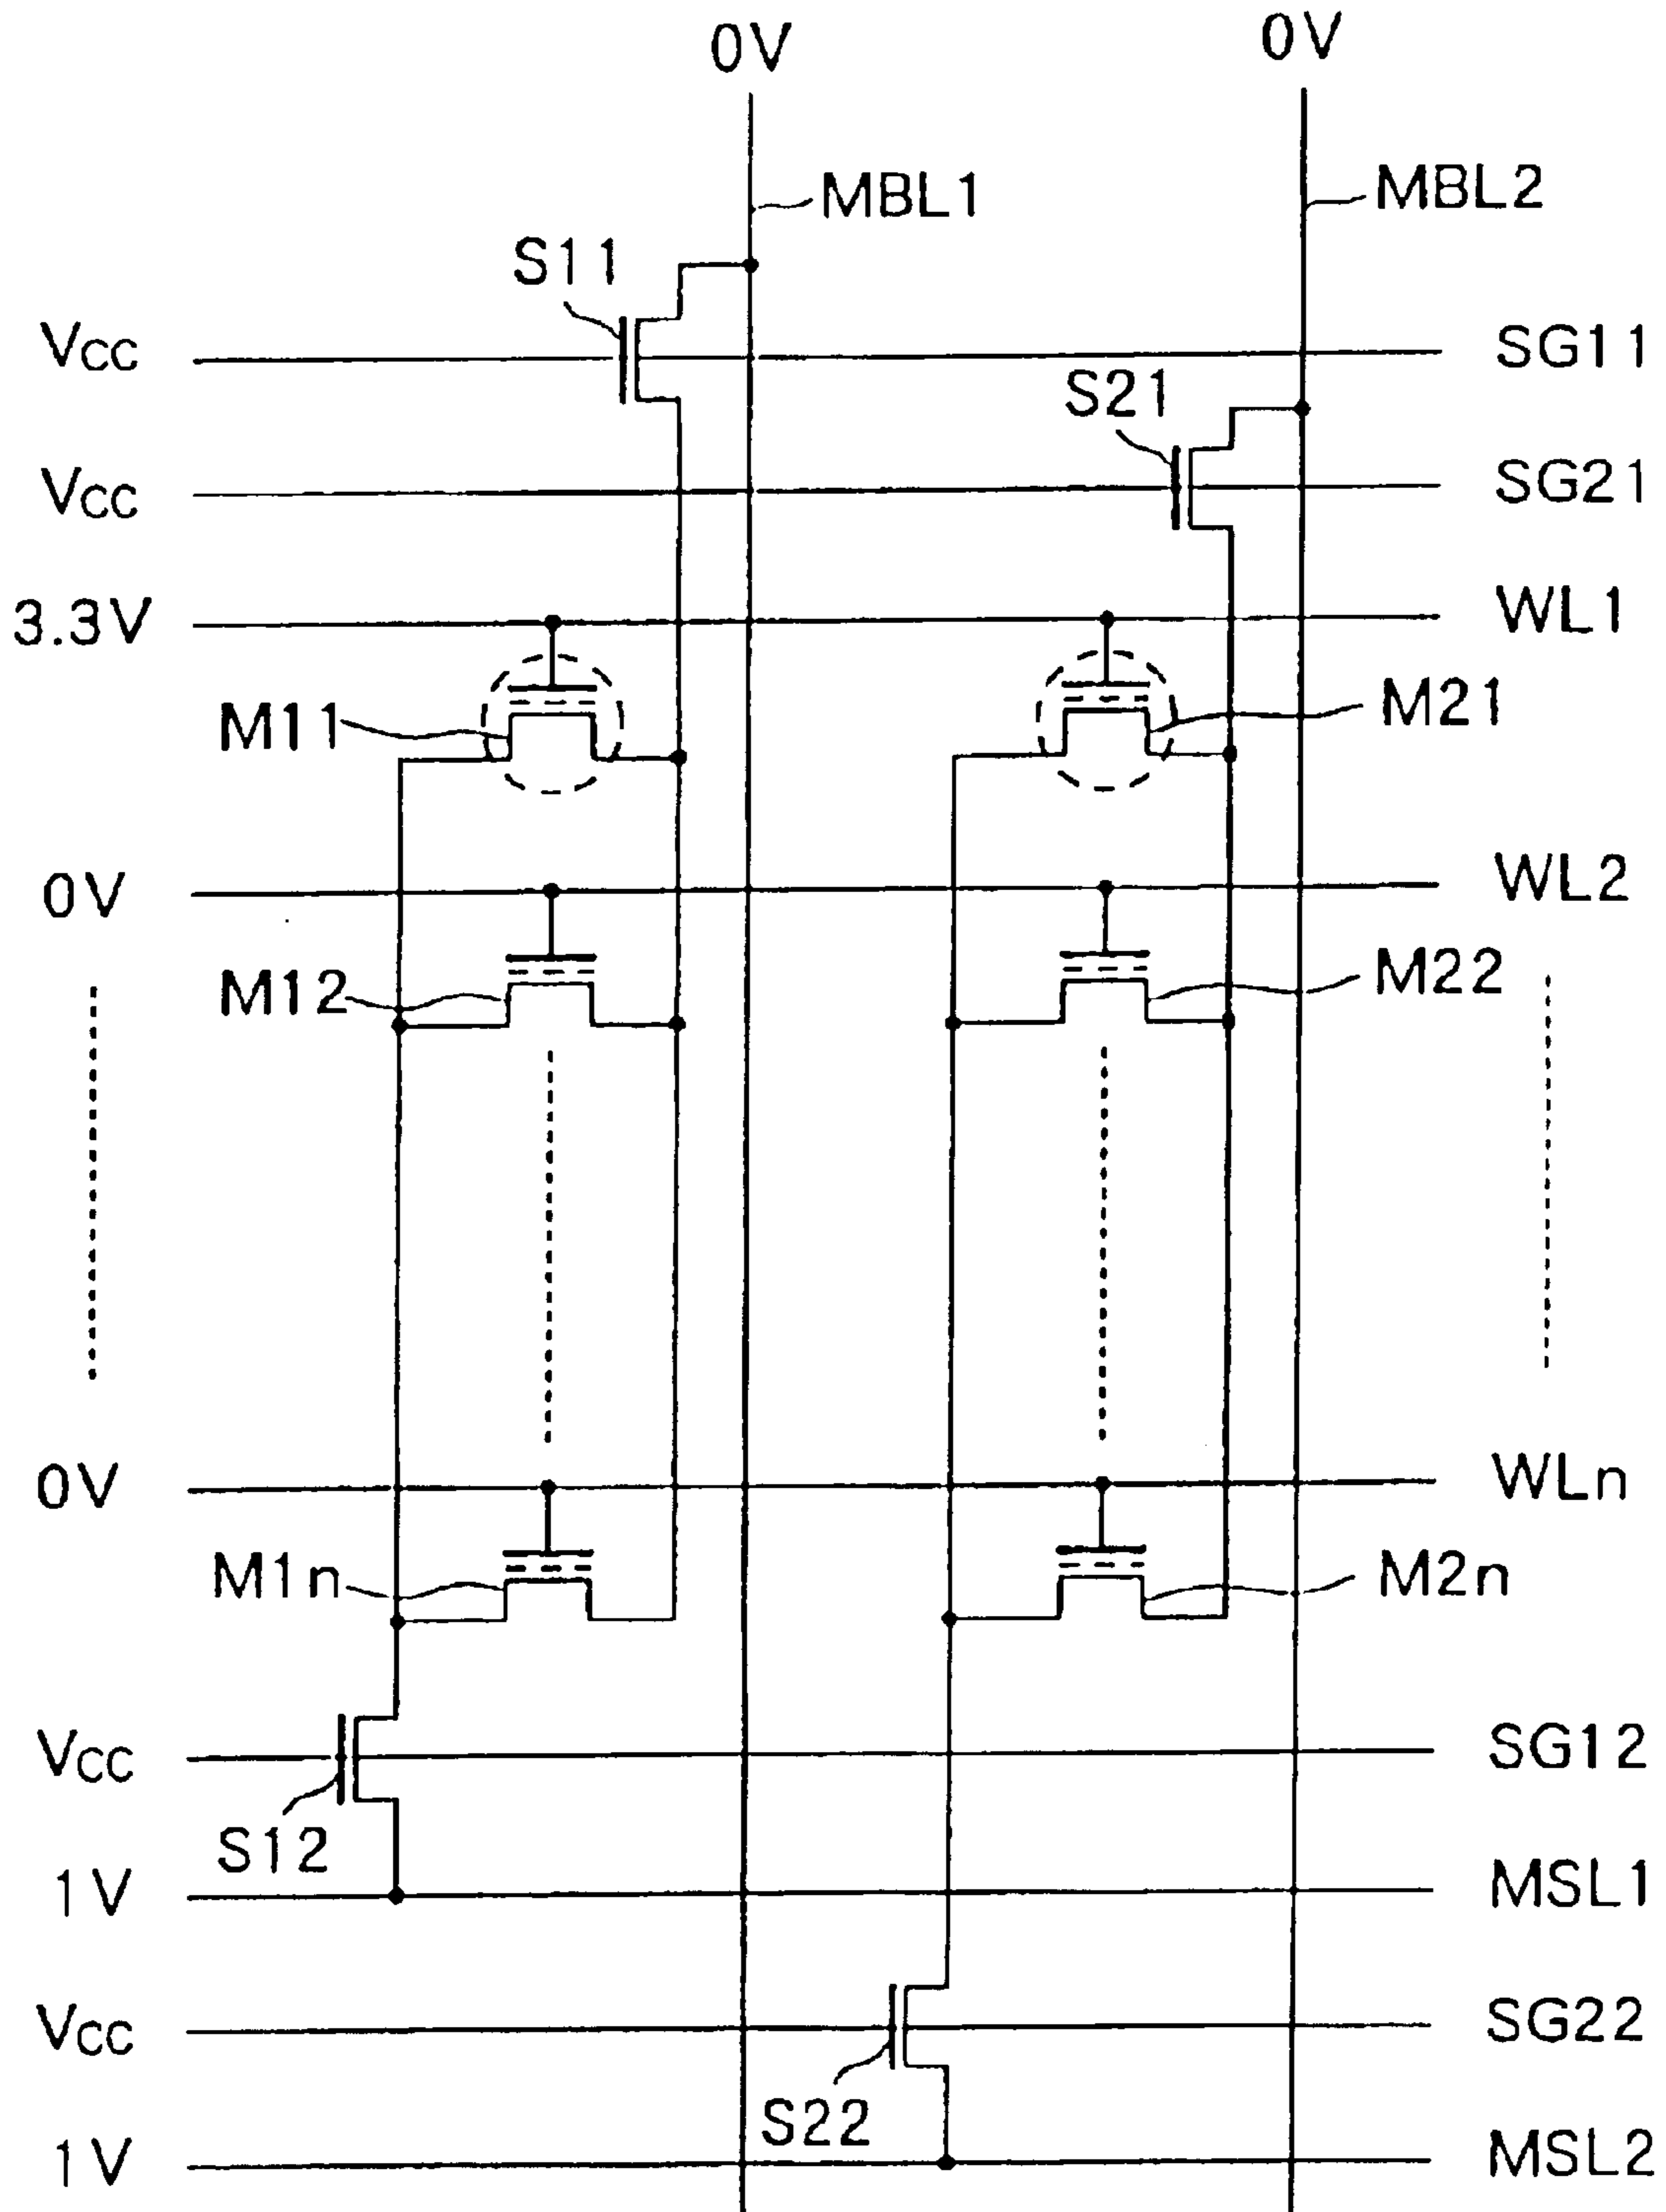 0V 0V
MBL1 MBL2
S11
VCC SG11
S21
VCC SG21
3.3V WL1
M11 M21
0V WL2
M12 M22
0V WLn
M1n M2n
VCC SG12
S12
1V MSL1
VCC SG22
S22
1V MSL2